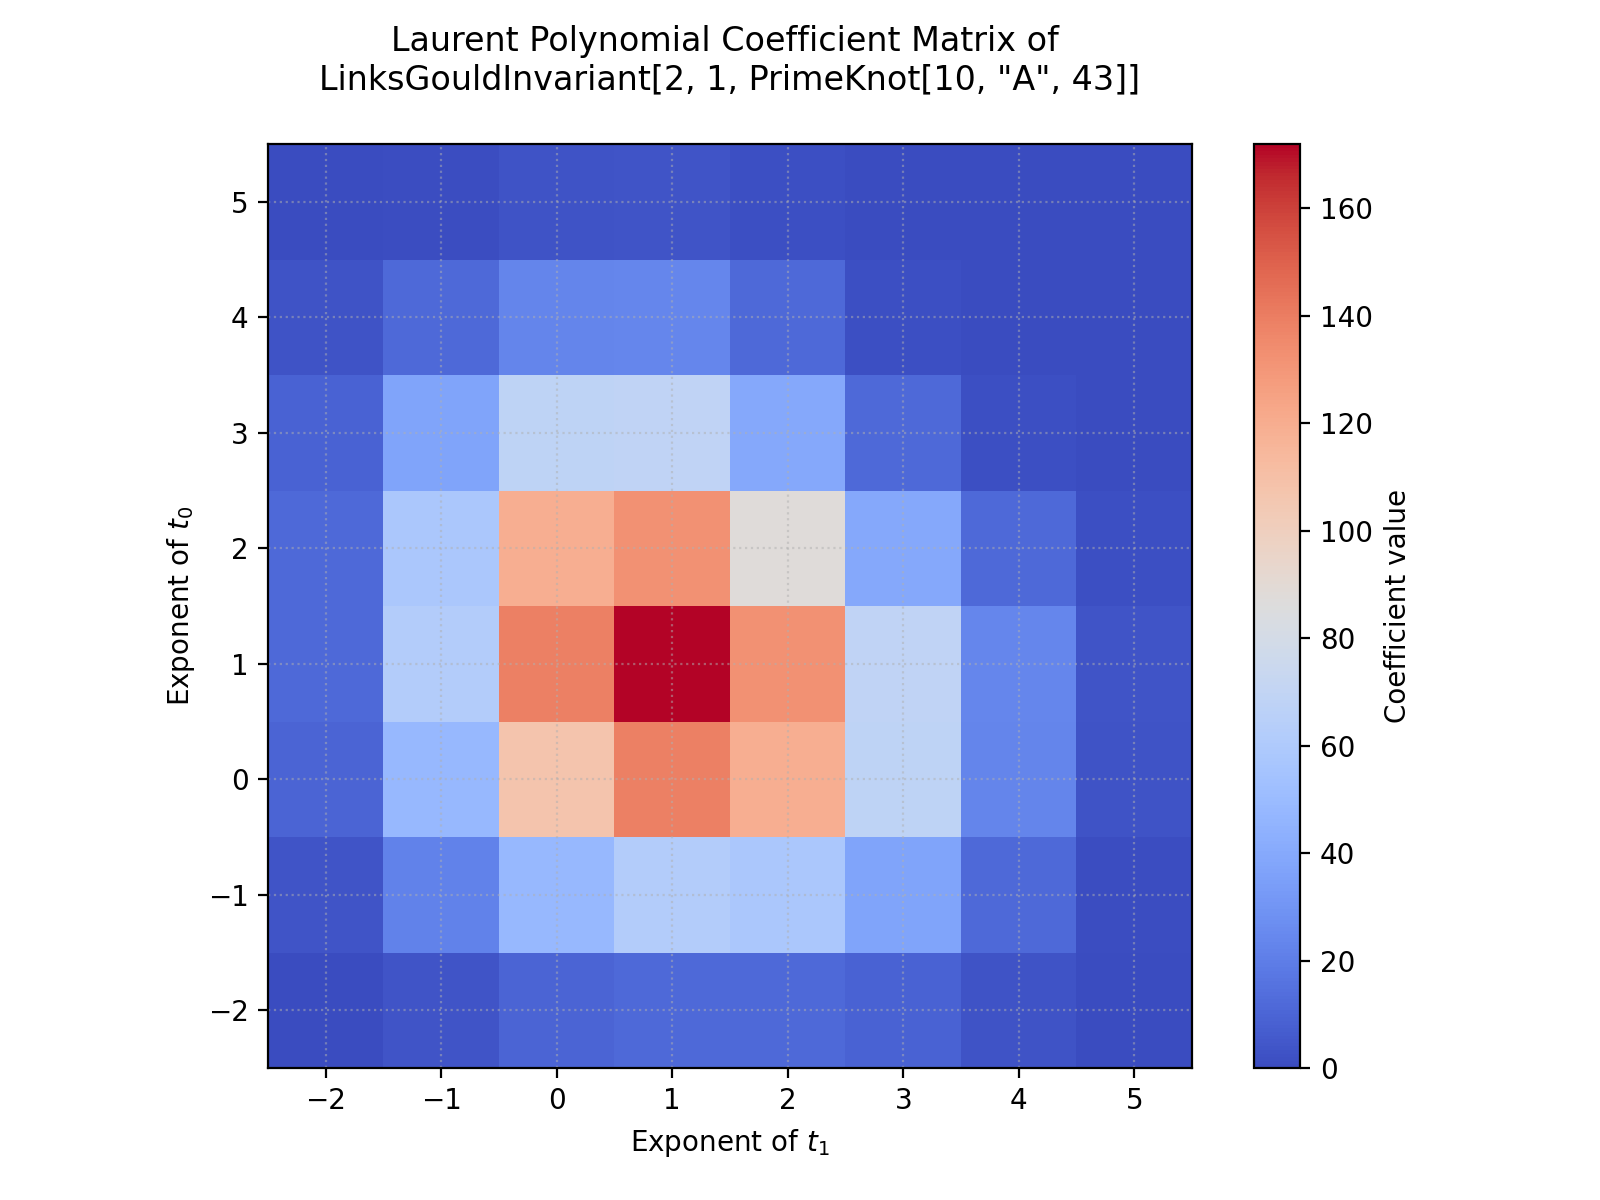 Laurent Polynomial Coefficient Matrix of
LinksGouldInvariant[2, 1, PrimeKnot[10, "A", 43]]
5
4
3
2
1
0
−1
−2
Exponent of t₀
−2 −1 0 1 2 3 4 5
Exponent of t₁
160
140
120
100
80
60
40
20
0
Coefficient value